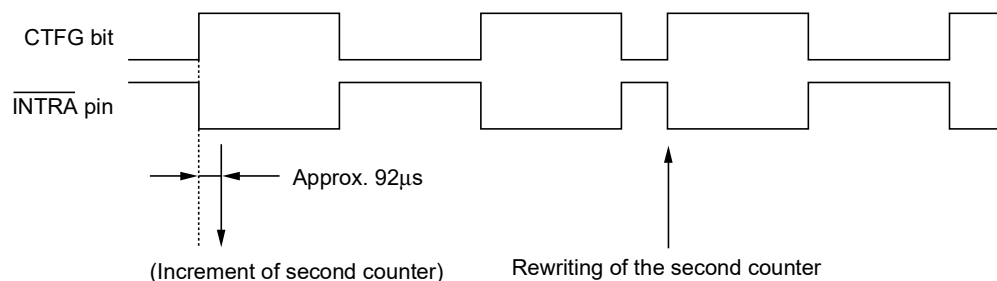 CTFG bit
INTRA pin
Approx. 92μs
(Increment of second counter)
Rewriting of the second counter